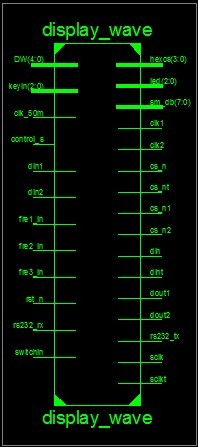 display_wave
DW(4:0)
keyin(2:0)
clk_50m
control_s
din1
din2
fire1_in
fire2_in
fire3_in
rst_n
rs232_rx
switchin
hexcs(3:0)
led(2:0)
sm_db(7:0)
clk1
clk2
cs_n
cs_nt
cs_n1
cs_n2
din
dint
dout1
dout2
rs232_tx
sclk
sclkt
display_wave